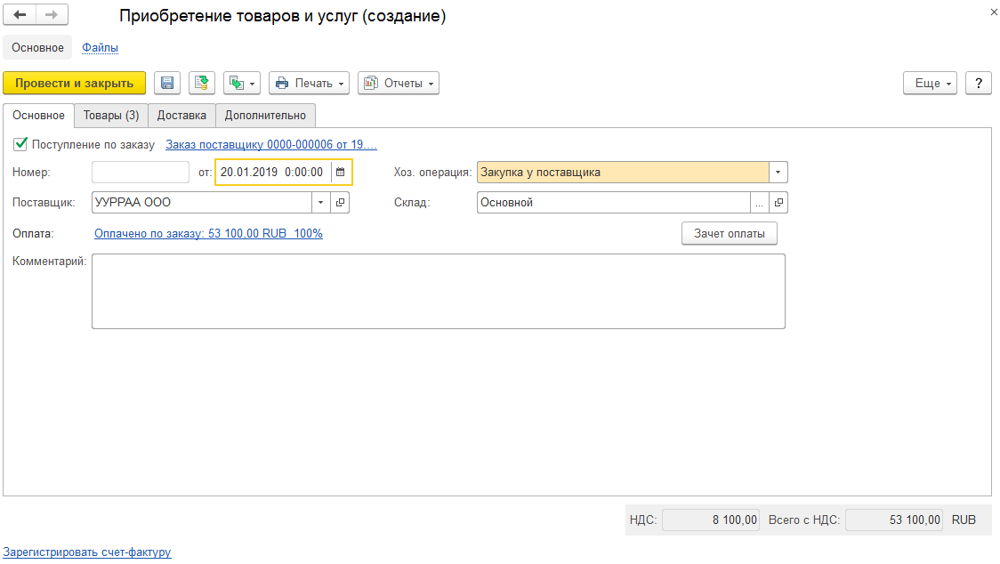 Приобретение товаров и услуг (создание)
Основное Файлы
Провести и закрыть Печать Отчеты Еще ?
Основное Товары (3) Доставка Дополнительно
Поступление по заказу Заказ поставщику 0000-000006 от 19....
Номер: от: 20.01.2019 0:00:00 Хоз. операция: Закупка у поставщика
Поставщик: УУРРАА ООО Склад: Основной ...
Оплата: Оплачено по заказу: 53 100,00 RUB 100% Зачет оплаты
Комментарий:
НДС: 8 100,00 Всего с НДС: 53 100,00 RUB
Зарегистрировать счет-фактуру